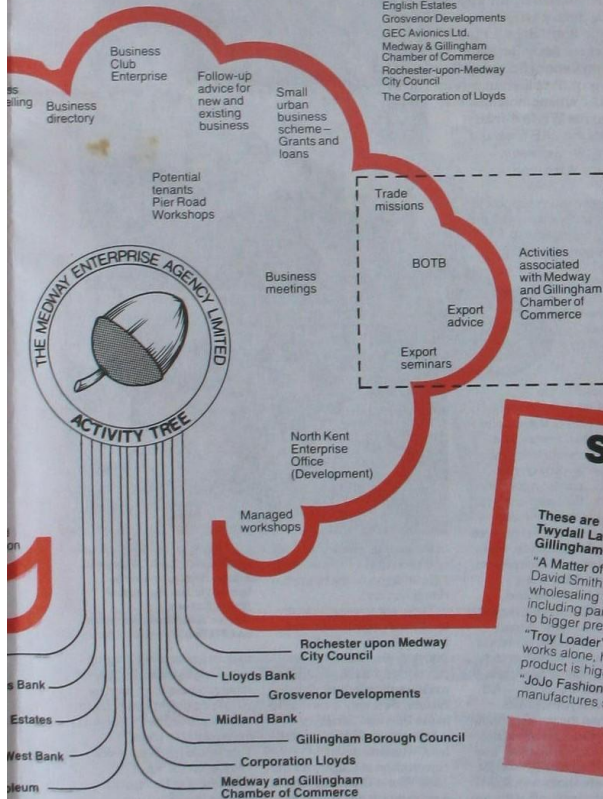 English Estates
Grosvenor Developments
GEC Avionics Ltd.
Medway & Gillingham
Chamber of Commerce
Rochester-upon-Medway
City Council
The Corporation of Lloyds
Business
Club
Enterprise
Business
directory
Follow-up
advice for
new and
existing
business
Small
urban
business
scheme –
Grants and
loans
Potential
tenants
Pier Road
Workshops
Trade
missions
BOTB
Export
advice
Export
seminars
Activities
associated
with Medway
and Gillingham
Chamber of
Commerce
Business
meetings
THE MEDWAY ENTERPRISE AGENCY LIMITED
ACTIVITY TREE
North Kent
Enterprise
Office
(Development)
Managed
workshops
Rochester upon Medway
City Council
Lloyds Bank
Grosvenor Developments
Midland Bank
Gillingham Borough Council
Corporation Lloyds
Medway and Gillingham
Chamber of Commerce
Bank
Estates
West Bank
S
These are
Twydall La
Gillingham
"A Matter of
David Smith
wholesaling
including pa
to bigger pre
"Troy Loader"
works alone,
product is hig
"JoJo Fashion
manufactures